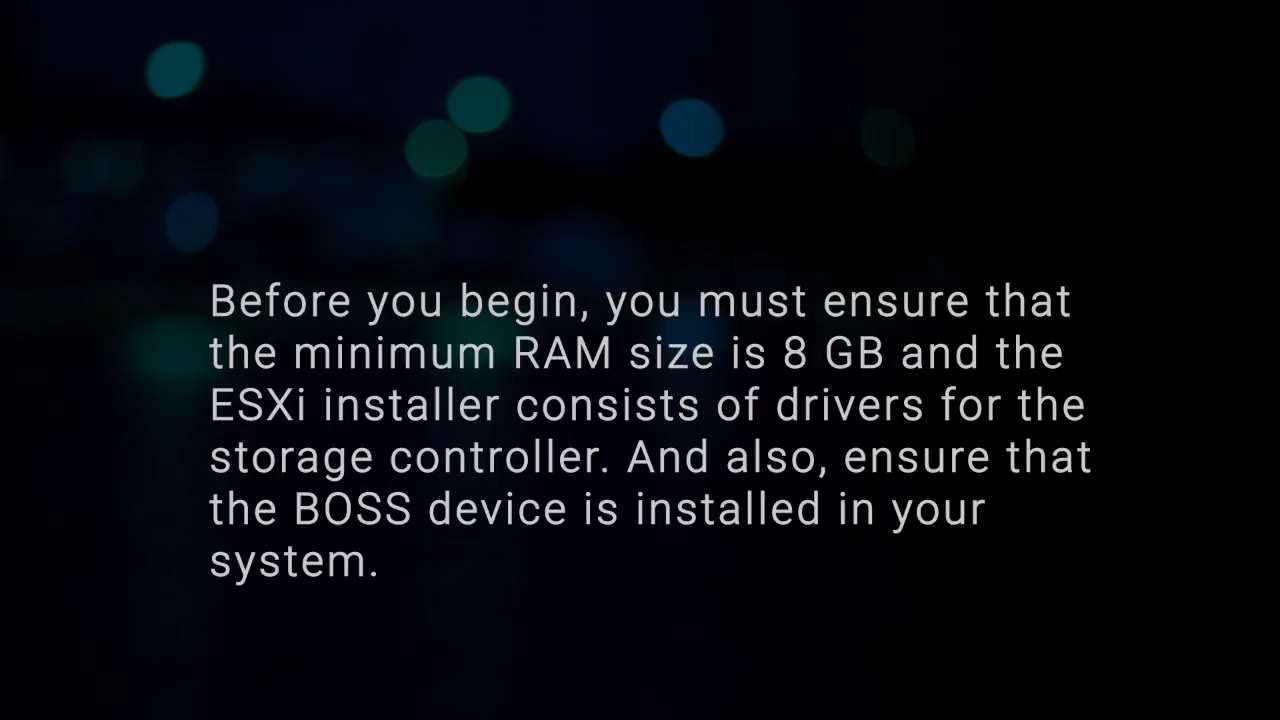 Before you begin, you must ensure that
the minimum RAM size is 8 GB and the
ESXi installer consists of drivers for the
storage controller. And also, ensure that
the BOSS device is installed in your
system.